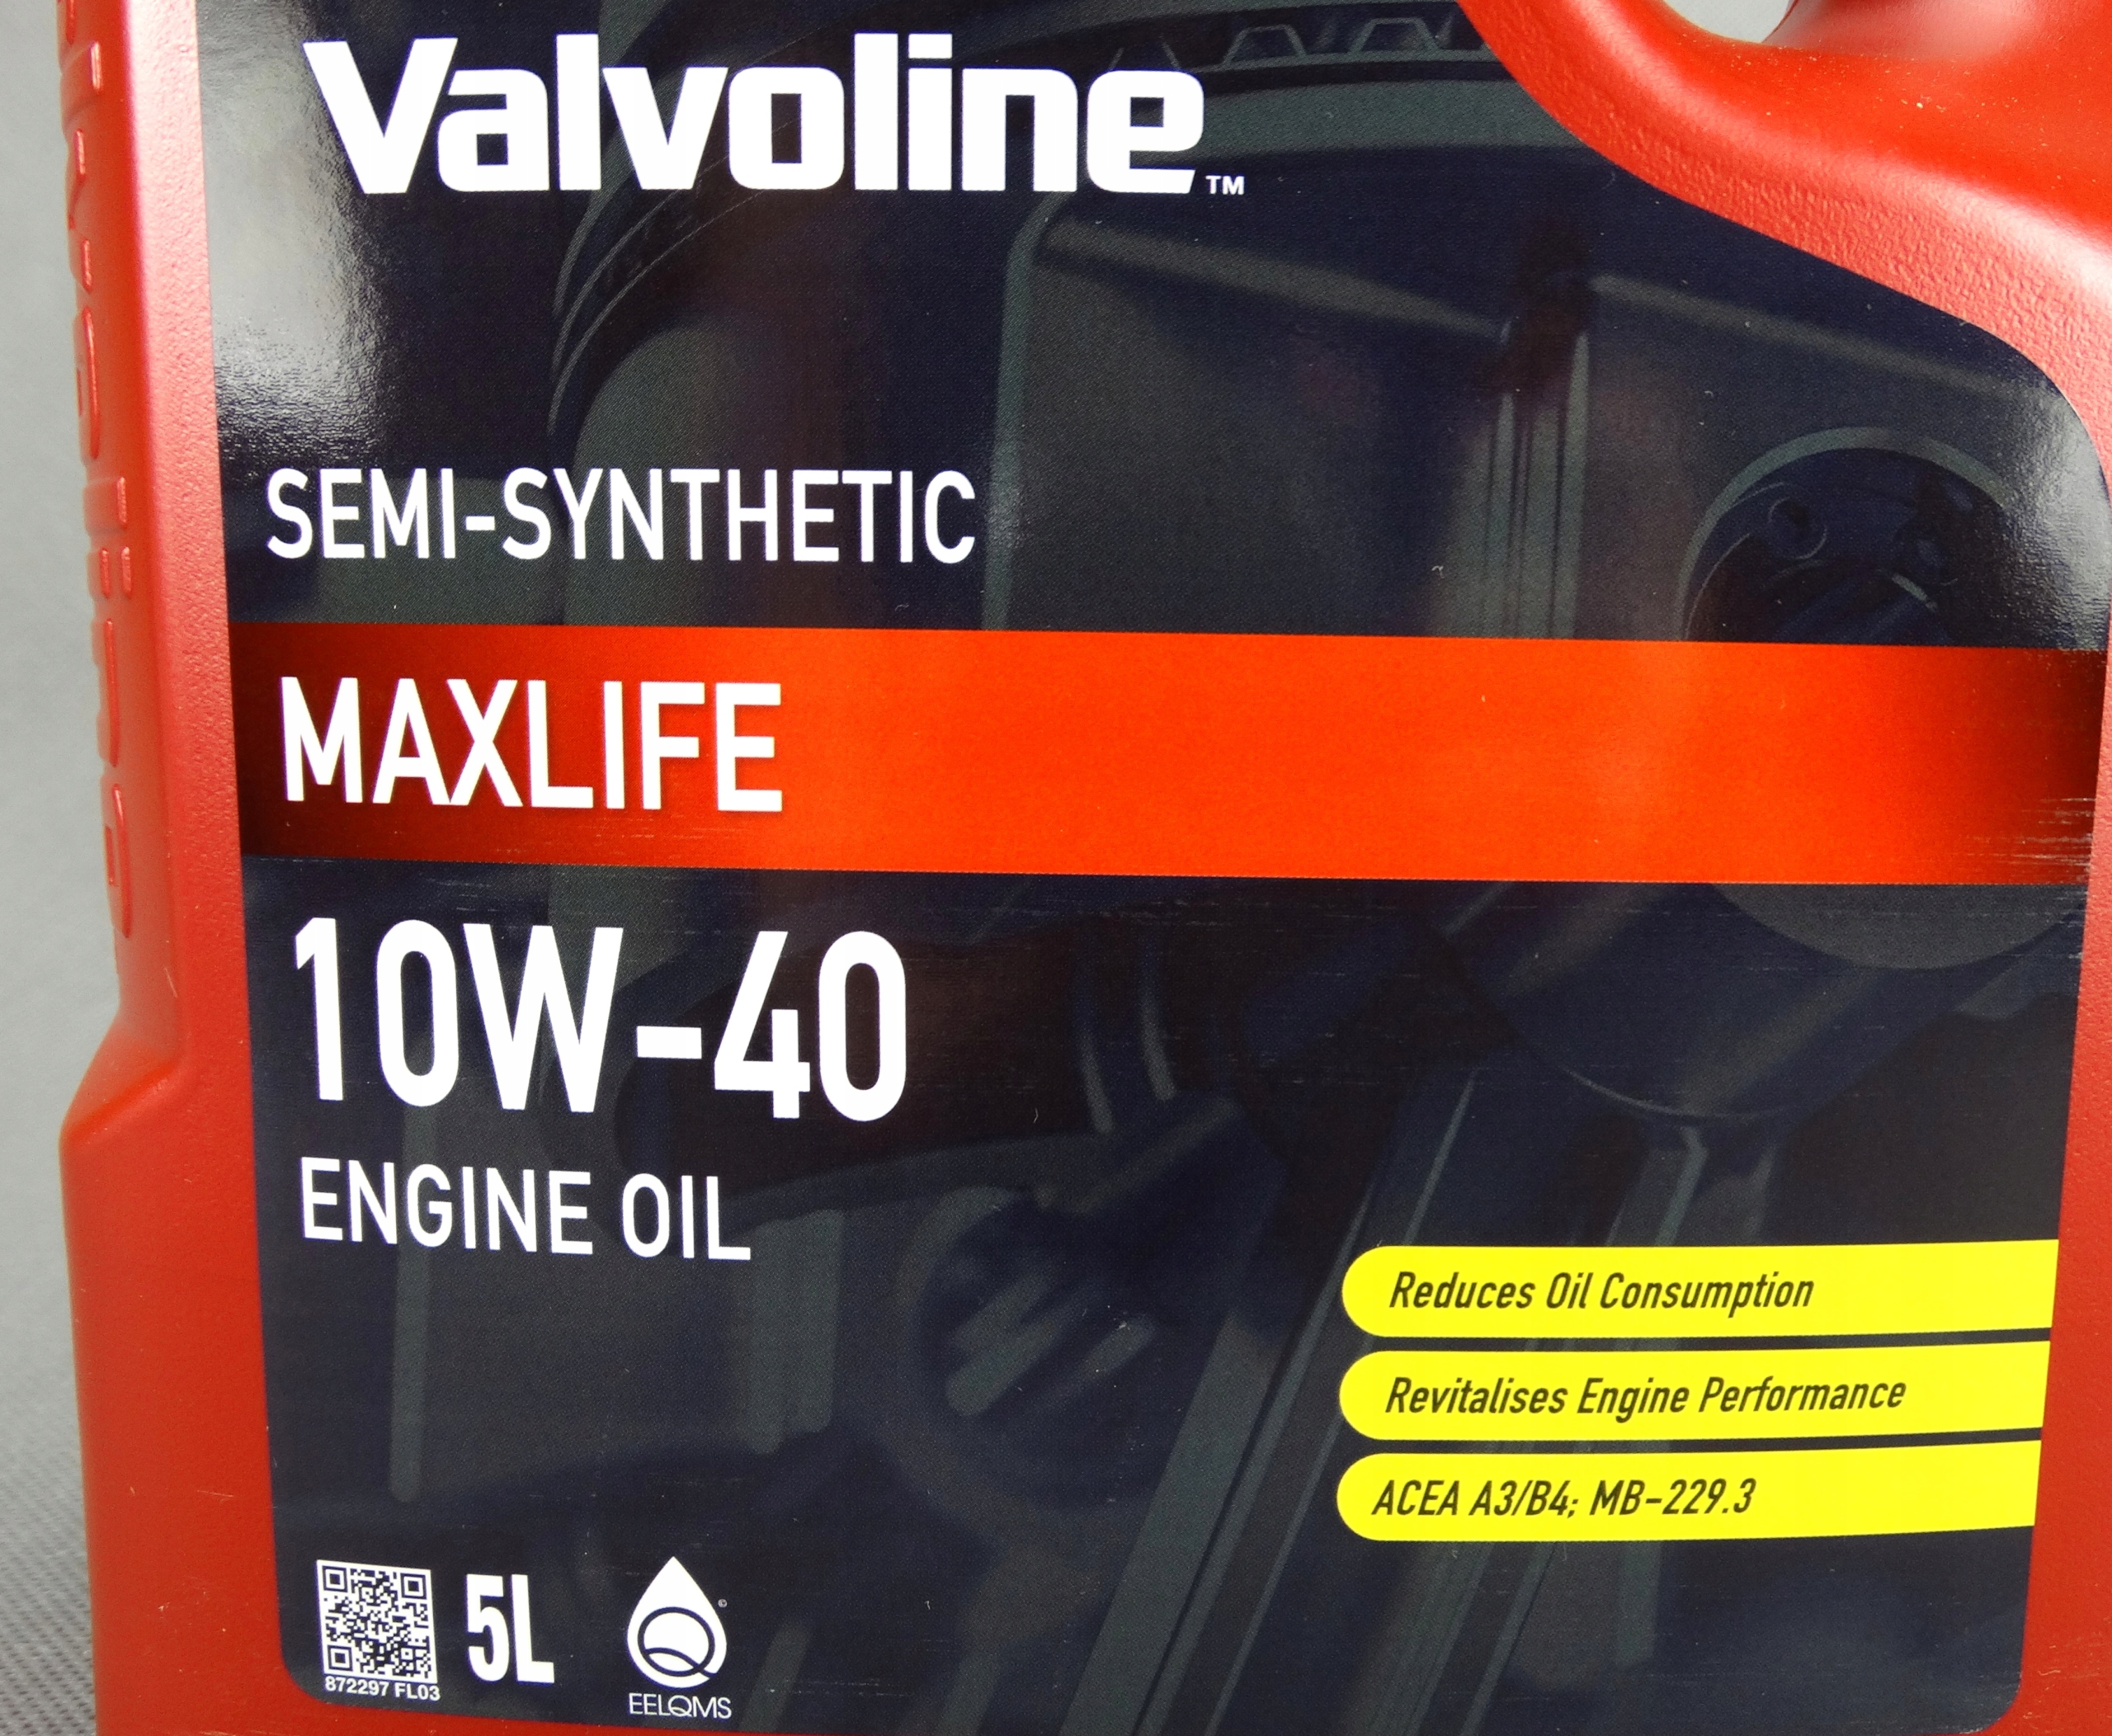 Valvoline™
SEMI-SYNTHETIC
MAXLIFE
10W-40
ENGINE OIL
Reduces Oil Consumption
Revitalises Engine Performance
ACEA A3/B4; MB-229.3
5L
©
872297 FL03
EELQMS